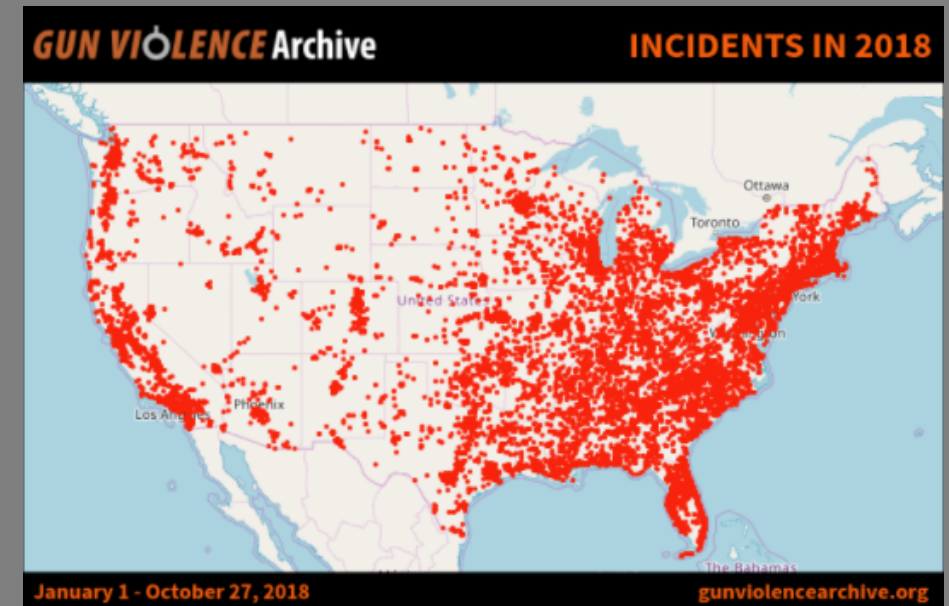 GUN VIOLENCE Archive
INCIDENTS IN 2018
Ottawa
Toronto
United States
York
Phoenix
Los Angeles
The Bahamas
January 1 - October 27, 2018
gunviolencearchive.org